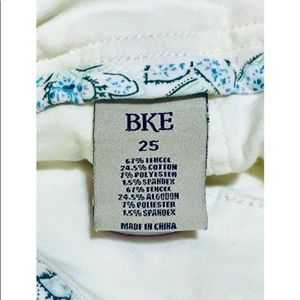 BKE
25
67% TENCEL
24.5% COTTON
7% POLYESTER
1.5% SPANDEX
67% TENCEL
24.5% ALGODON
7% POLIESTER
1.5% SPANDEX
MADE IN CHINA